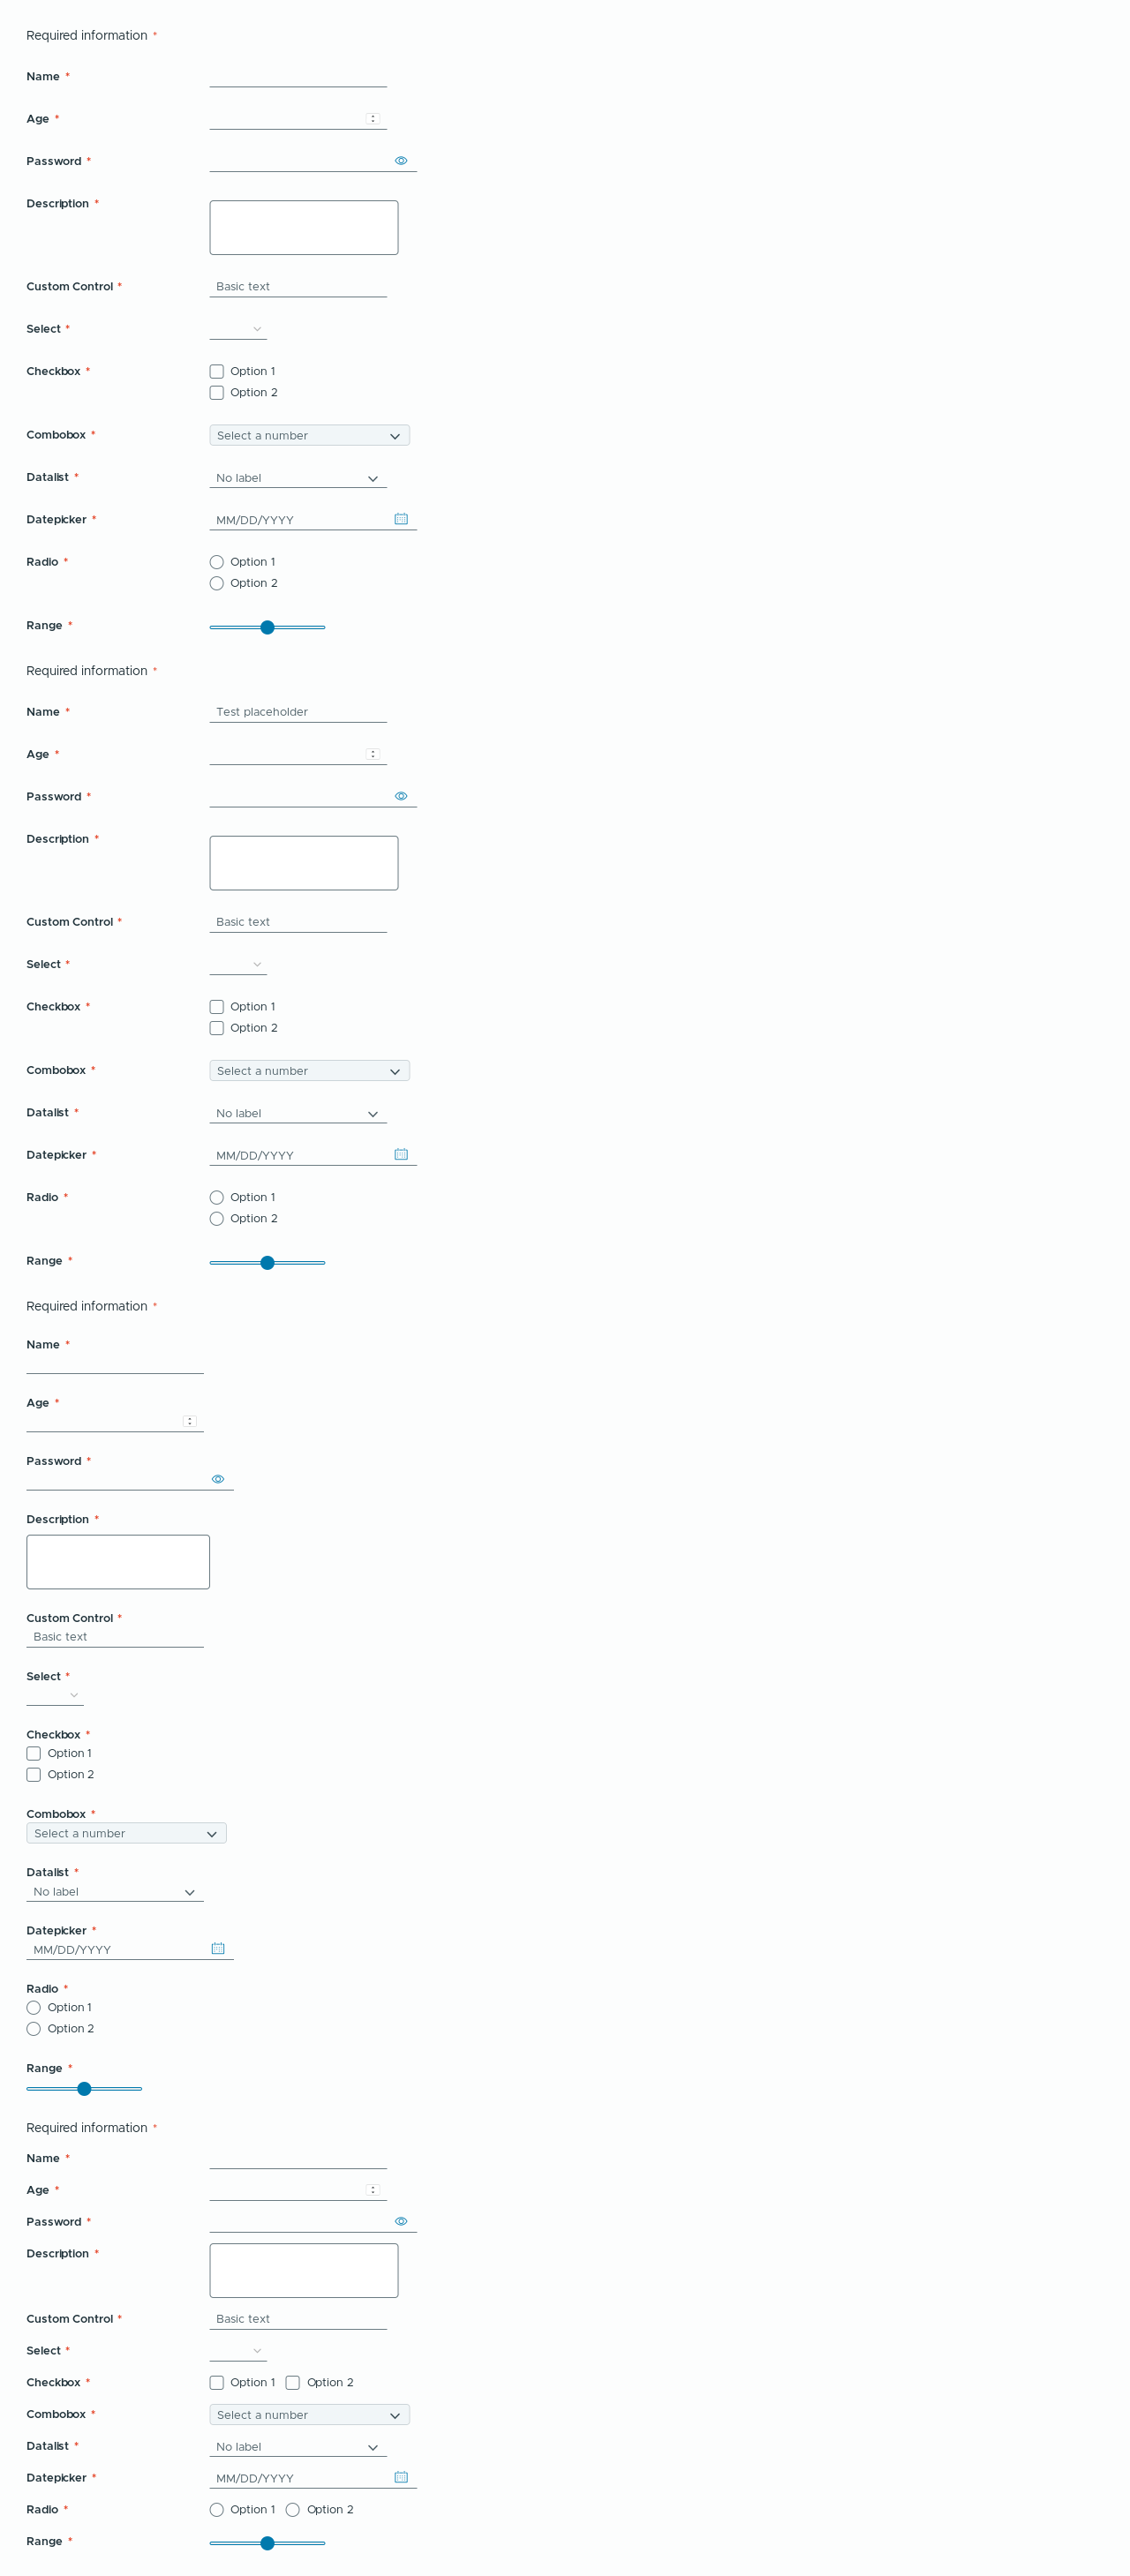 Required information *
Name *
Age *
Password *
Description *
Custom Control * Basic text
Select *
Checkbox * Option 1
Option 2
Combobox * Select a number
Datalist * No label
Datepicker * MM/DD/YYYY
Radio * Option 1
Option 2
Range *
Required information *
Name * Test placeholder
Age *
Password *
Description *
Custom Control * Basic text
Select *
Checkbox * Option 1
Option 2
Combobox * Select a number
Datalist * No label
Datepicker * MM/DD/YYYY
Radio * Option 1
Option 2
Range *
Required information *
Name *
Age *
Password *
Description *
Custom Control *
Basic text
Select *
Checkbox *
Option 1
Option 2
Combobox *
Select a number
Datalist *
No label
Datepicker *
MM/DD/YYYY
Radio *
Option 1
Option 2
Range *
Required information *
Name *
Age *
Password *
Description *
Custom Control * Basic text
Select *
Checkbox * Option 1 Option 2
Combobox * Select a number
Datalist * No label
Datepicker * MM/DD/YYYY
Radio * Option 1 Option 2
Range *